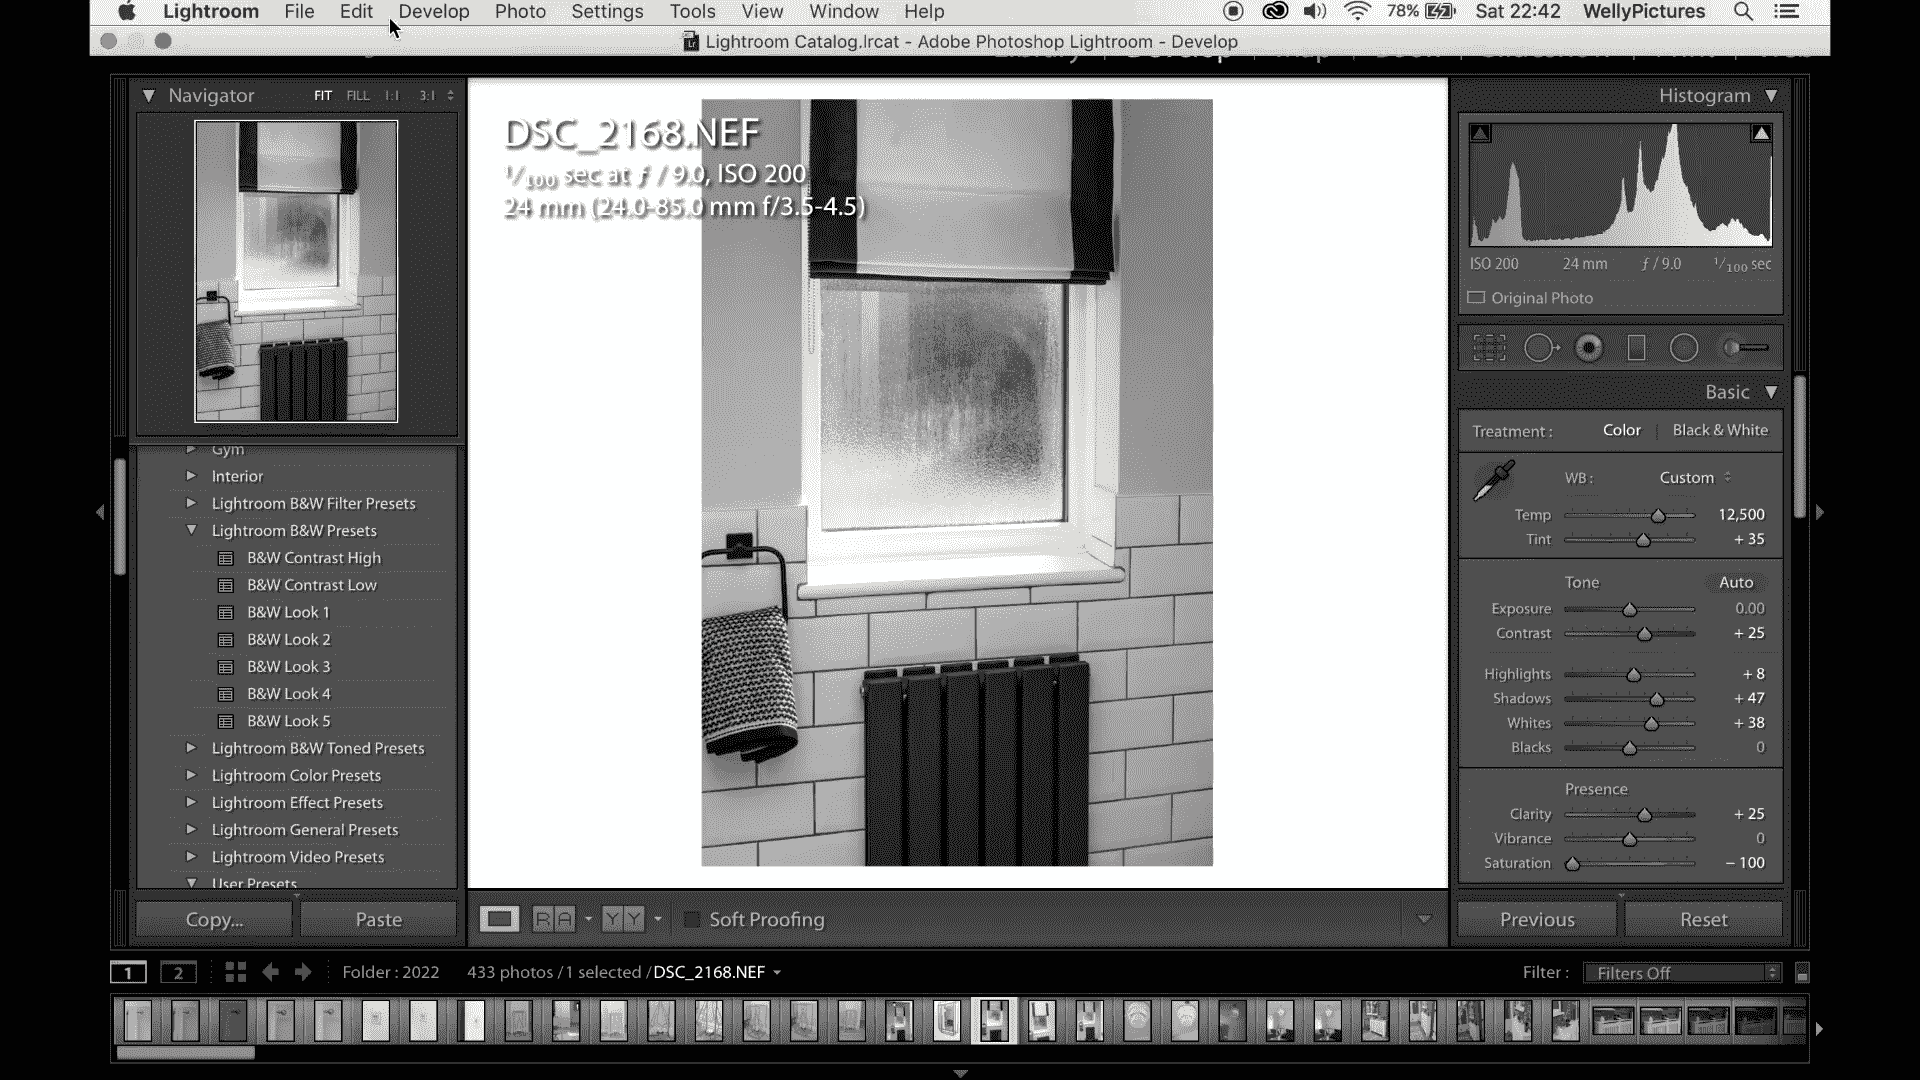 Lightroom File Edit Develop Photo Settings Tools View Window Help 78% Sat 22:42 WellyPictures
Lightroom Catalog.lrcat - Adobe Photoshop Lightroom - Develop
Navigator FIT FILL 1:1 3:1
Gym
Interior
Lightroom B&W Filter Presets
Lightroom B&W Presets
B&W Contrast High
B&W Contrast Low
B&W Look 1
B&W Look 2
B&W Look 3
B&W Look 4
B&W Look 5
Lightroom B&W Toned Presets
Lightroom Color Presets
Lightroom Effect Presets
Lightroom General Presets
Lightroom Video Presets
User Presets
Copy... Paste
DSC_2168.NEF
1/100 sec at ƒ / 9.0, ISO 200
24 mm (24.0-85.0 mm f/3.5-4.5)
RA YY Soft Proofing
Histogram
ISO 200 24 mm ƒ / 9.0 1/100 sec
Original Photo
Basic
Treatment : Color | Black & White
WB : Custom
Temp 12,500
Tint + 35
Tone Auto
Exposure 0.00
Contrast + 25
Highlights + 8
Shadows + 47
Whites + 38
Blacks 0
Presence
Clarity + 25
Vibrance 0
Saturation − 100
Previous Reset
1 2 Folder : 2022 433 photos / 1 selected / DSC_2168.NEF Filter : Filters Off